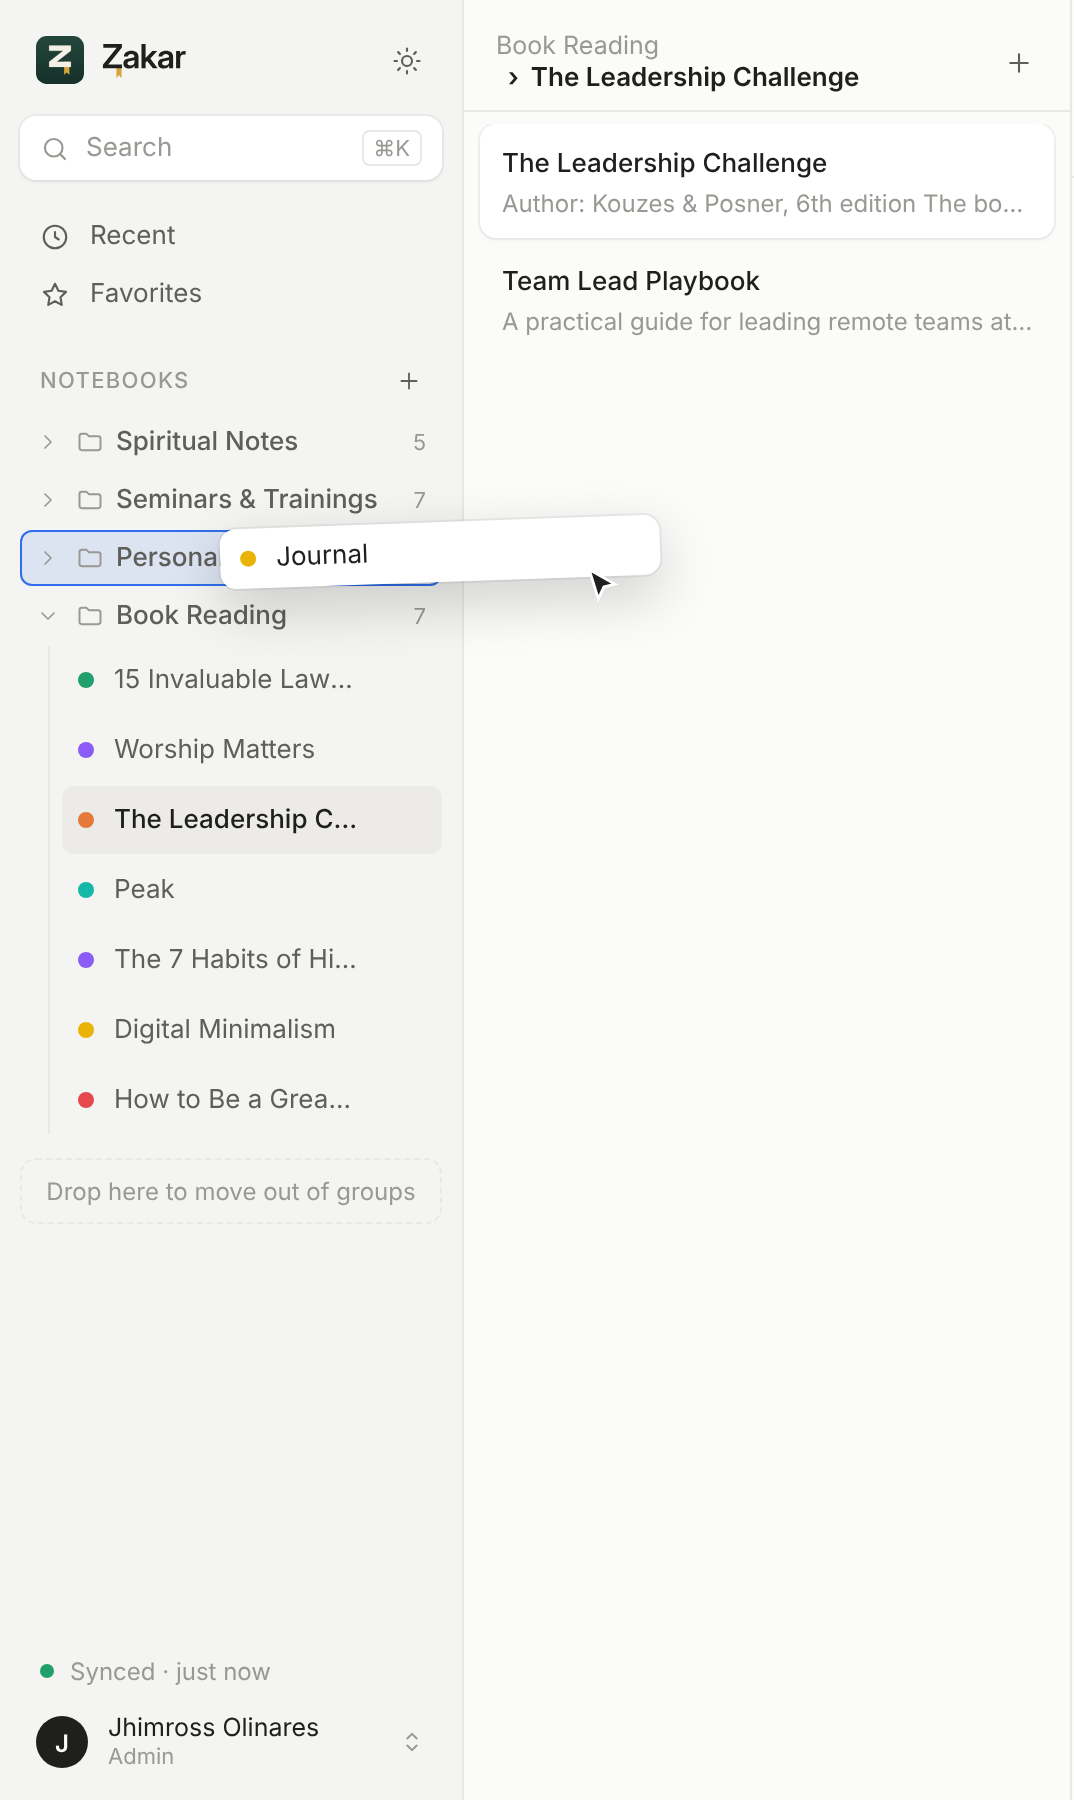 Zakar
Search
⌘K
Recent
Favorites
NOTEBOOKS
Spiritual Notes 5
Seminars & Trainings 7
Journal
Book Reading 7
15 Invaluable Law...
Worship Matters
The Leadership C...
Peak
The 7 Habits of Hi...
Digital Minimalism
How to Be a Grea...
Drop here to move out of groups
Synced · just now
J
Jhimross Olinares
Admin
Book Reading
› The Leadership Challenge
The Leadership Challenge
Author: Kouzes & Posner, 6th edition The bo...
Team Lead Playbook
A practical guide for leading remote teams at...